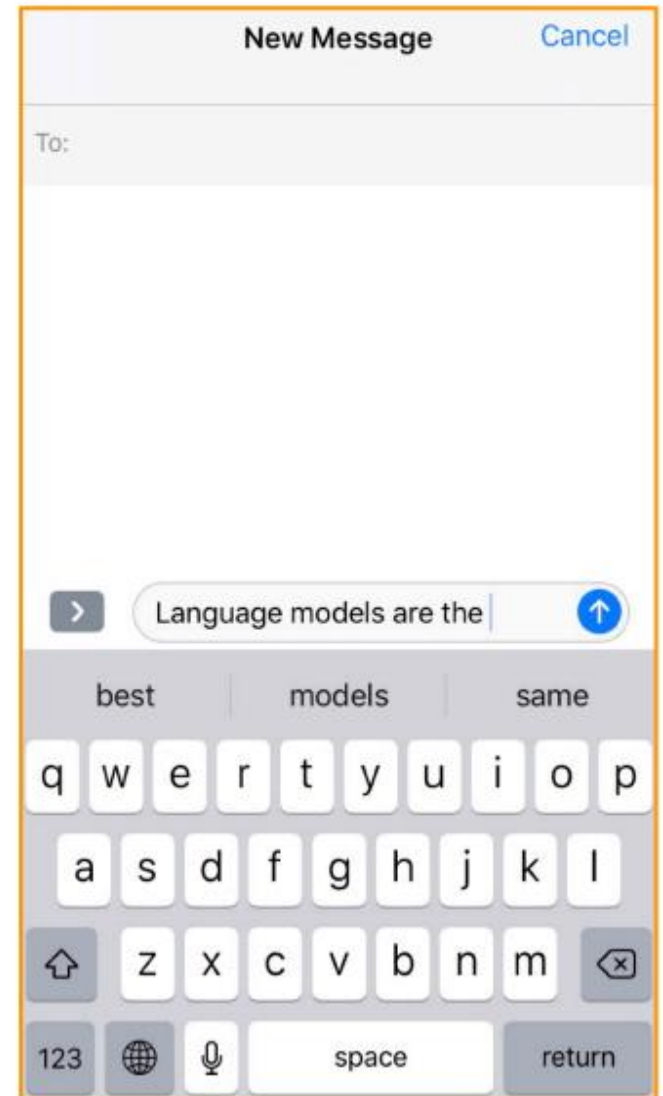 New Message Cancel
To:
Language models are the
best models same
q w e r t y u i o p
a s d f g h j k l
z x c v b n m
123 space return